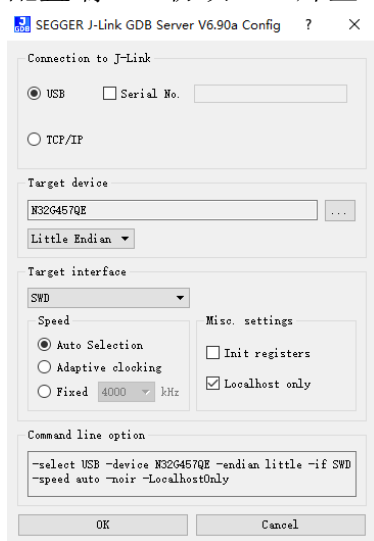 SEGGER J-Link GDB Server V6.90a Config
Connection to J-Link
USB Serial No.
TCP/IP
Target device
N32G457QE ...
Little Endian
Target interface
SWD
Speed
Auto Selection
Adaptive clocking
Fixed 4000 kHz
Misc. settings
Init registers
Localhost only
Command line option
-select USB -device N32G457QE -endian little -if SWD
-speed auto -noir -LocalhostOnly
OK Cancel